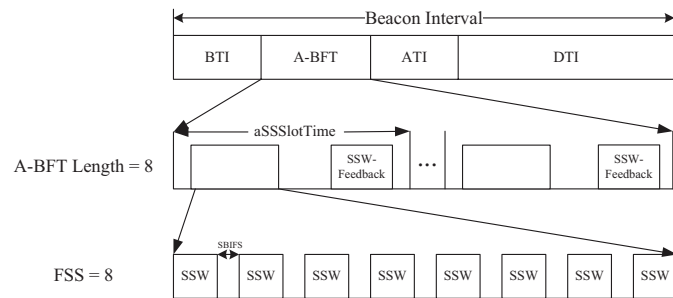 Beacon Interval
BTI
A-BFT
ATI
DTI
aSSSlotTime
A-BFT Length = 8
SSW-
Feedback
...
SSW-
Feedback
SBIFS
FSS = 8
SSW
SSW
SSW
SSW
SSW
SSW
SSW
SSW